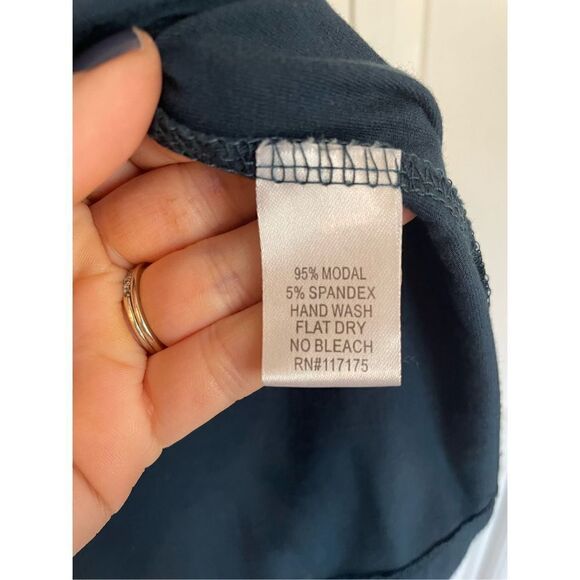 95% MODAL
5% SPANDEX
HAND WASH
FLAT DRY
NO BLEACH
RN#117175